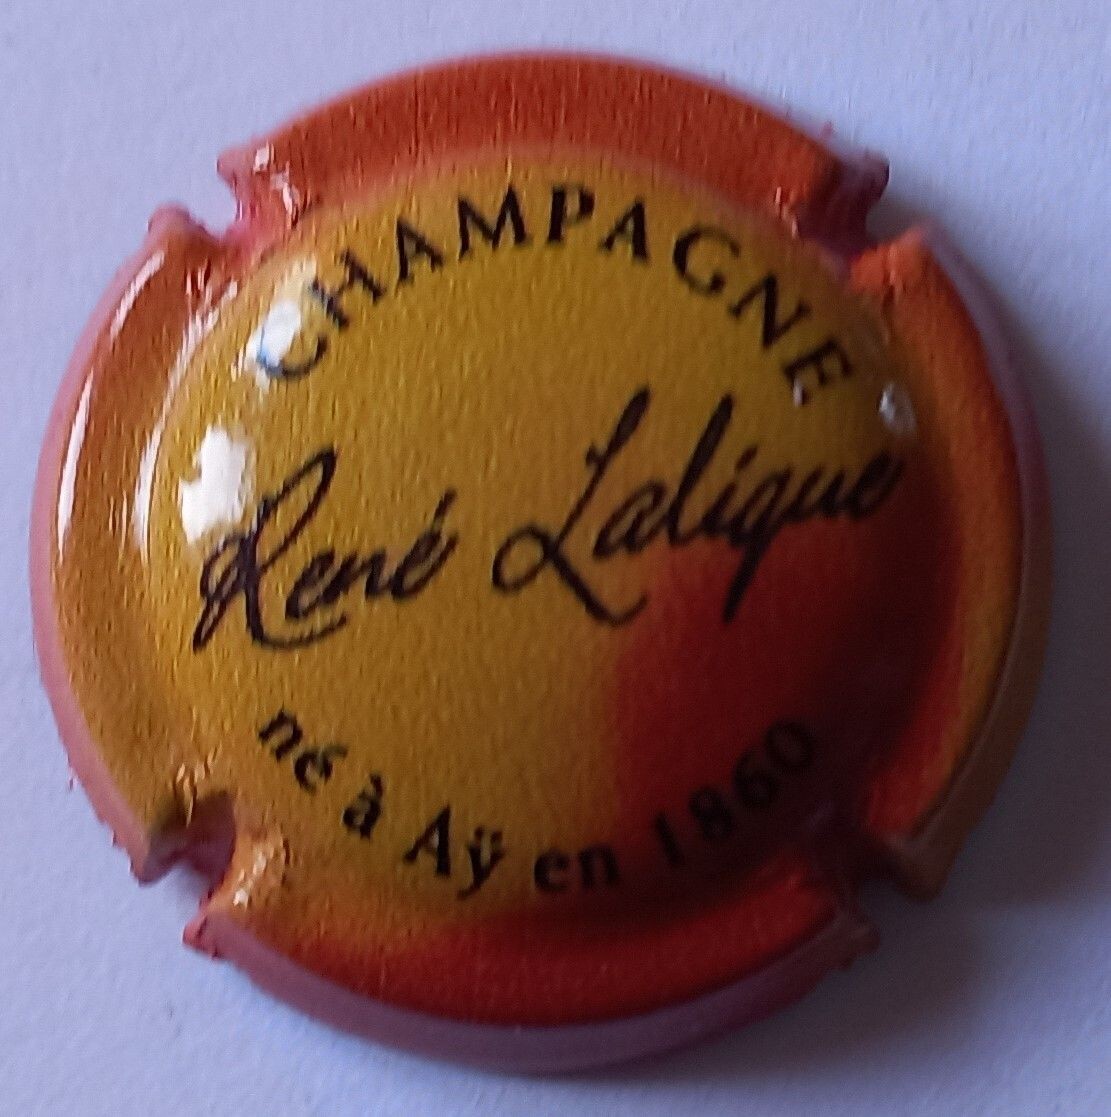 CHAMPAGNE
René Lalique
né à Aÿ en 1860